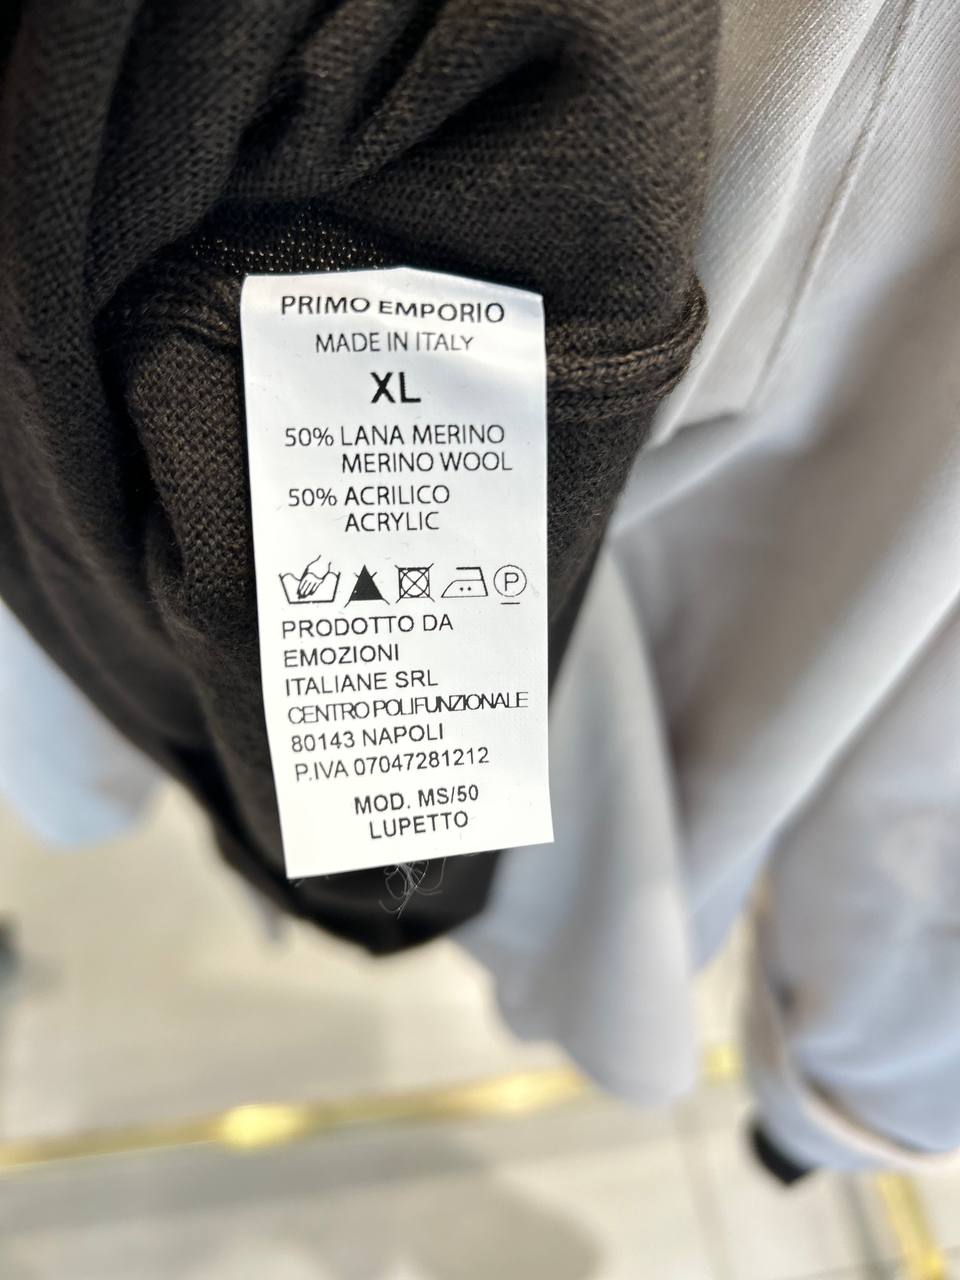 PRIMO EMPORIO
MADE IN ITALY
XL
50% LANA MERINO
MERINO WOOL
50% ACRILICO
ACRYLIC
P
PRODOTTO DA
EMOZIONI
ITALIANE SRL
CENTRO POLIFUNZIONALE
80143 NAPOLI
P.IVA 07047281212
MOD. MS/50
LUPETTO